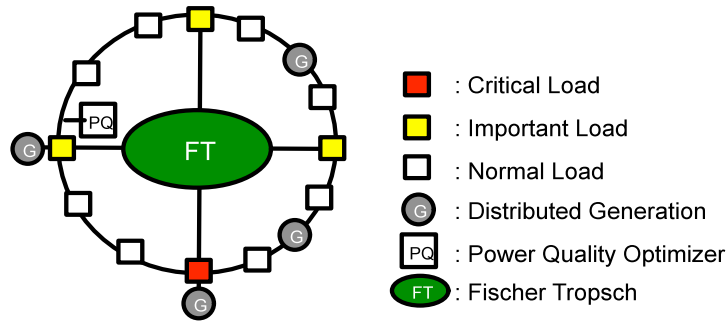 G
PQ
G
FT
G
G
: Critical Load
: Important Load
: Normal Load
G : Distributed Generation
PQ : Power Quality Optimizer
FT : Fischer Tropsch